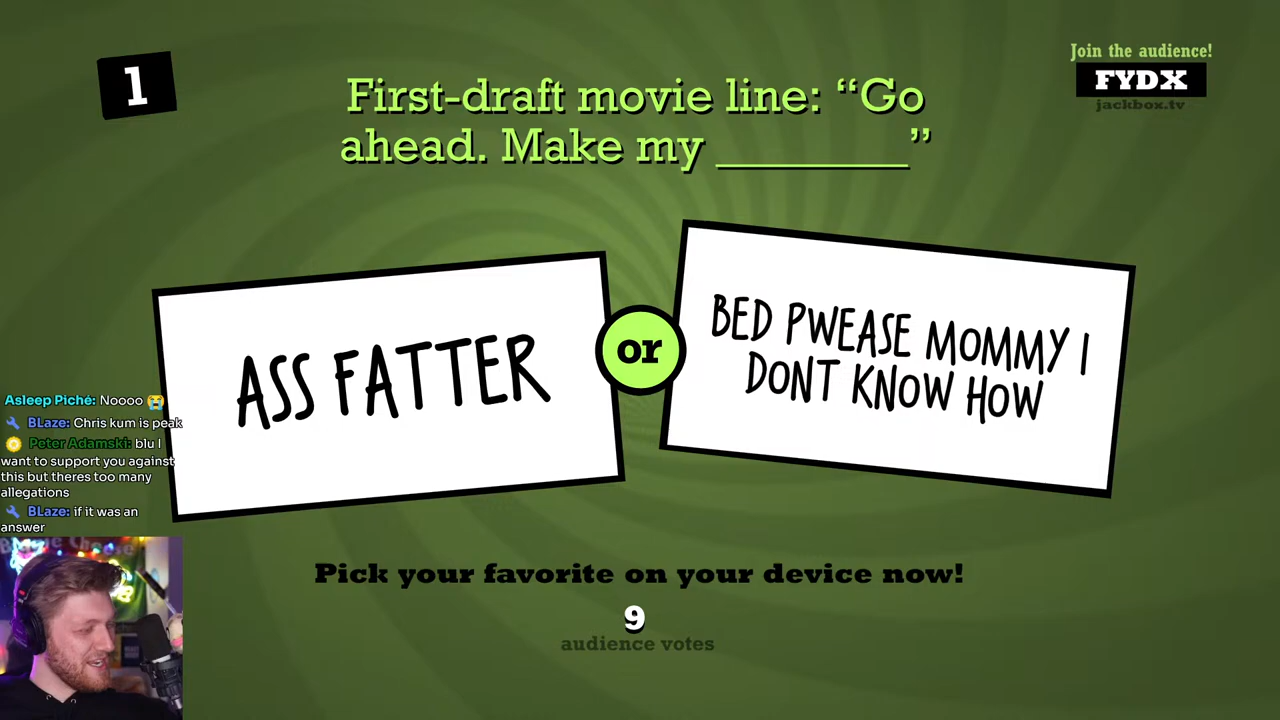 1
First-draft movie line: “Go
ahead. Make my ________”
Join the audience!
FYDX
jackbox.tv
ASS FATTER
or
BED PWEASE MOMMY I
DONT KNOW HOW
Asleep Piché: Noooo 😭
BLaze: Chris kum is peak
Peter Adamski: blu I
want to support you against
this but theres too many
allegations
BLaze: if it was an
answer
Pick your favorite on your device now!
9
audience votes